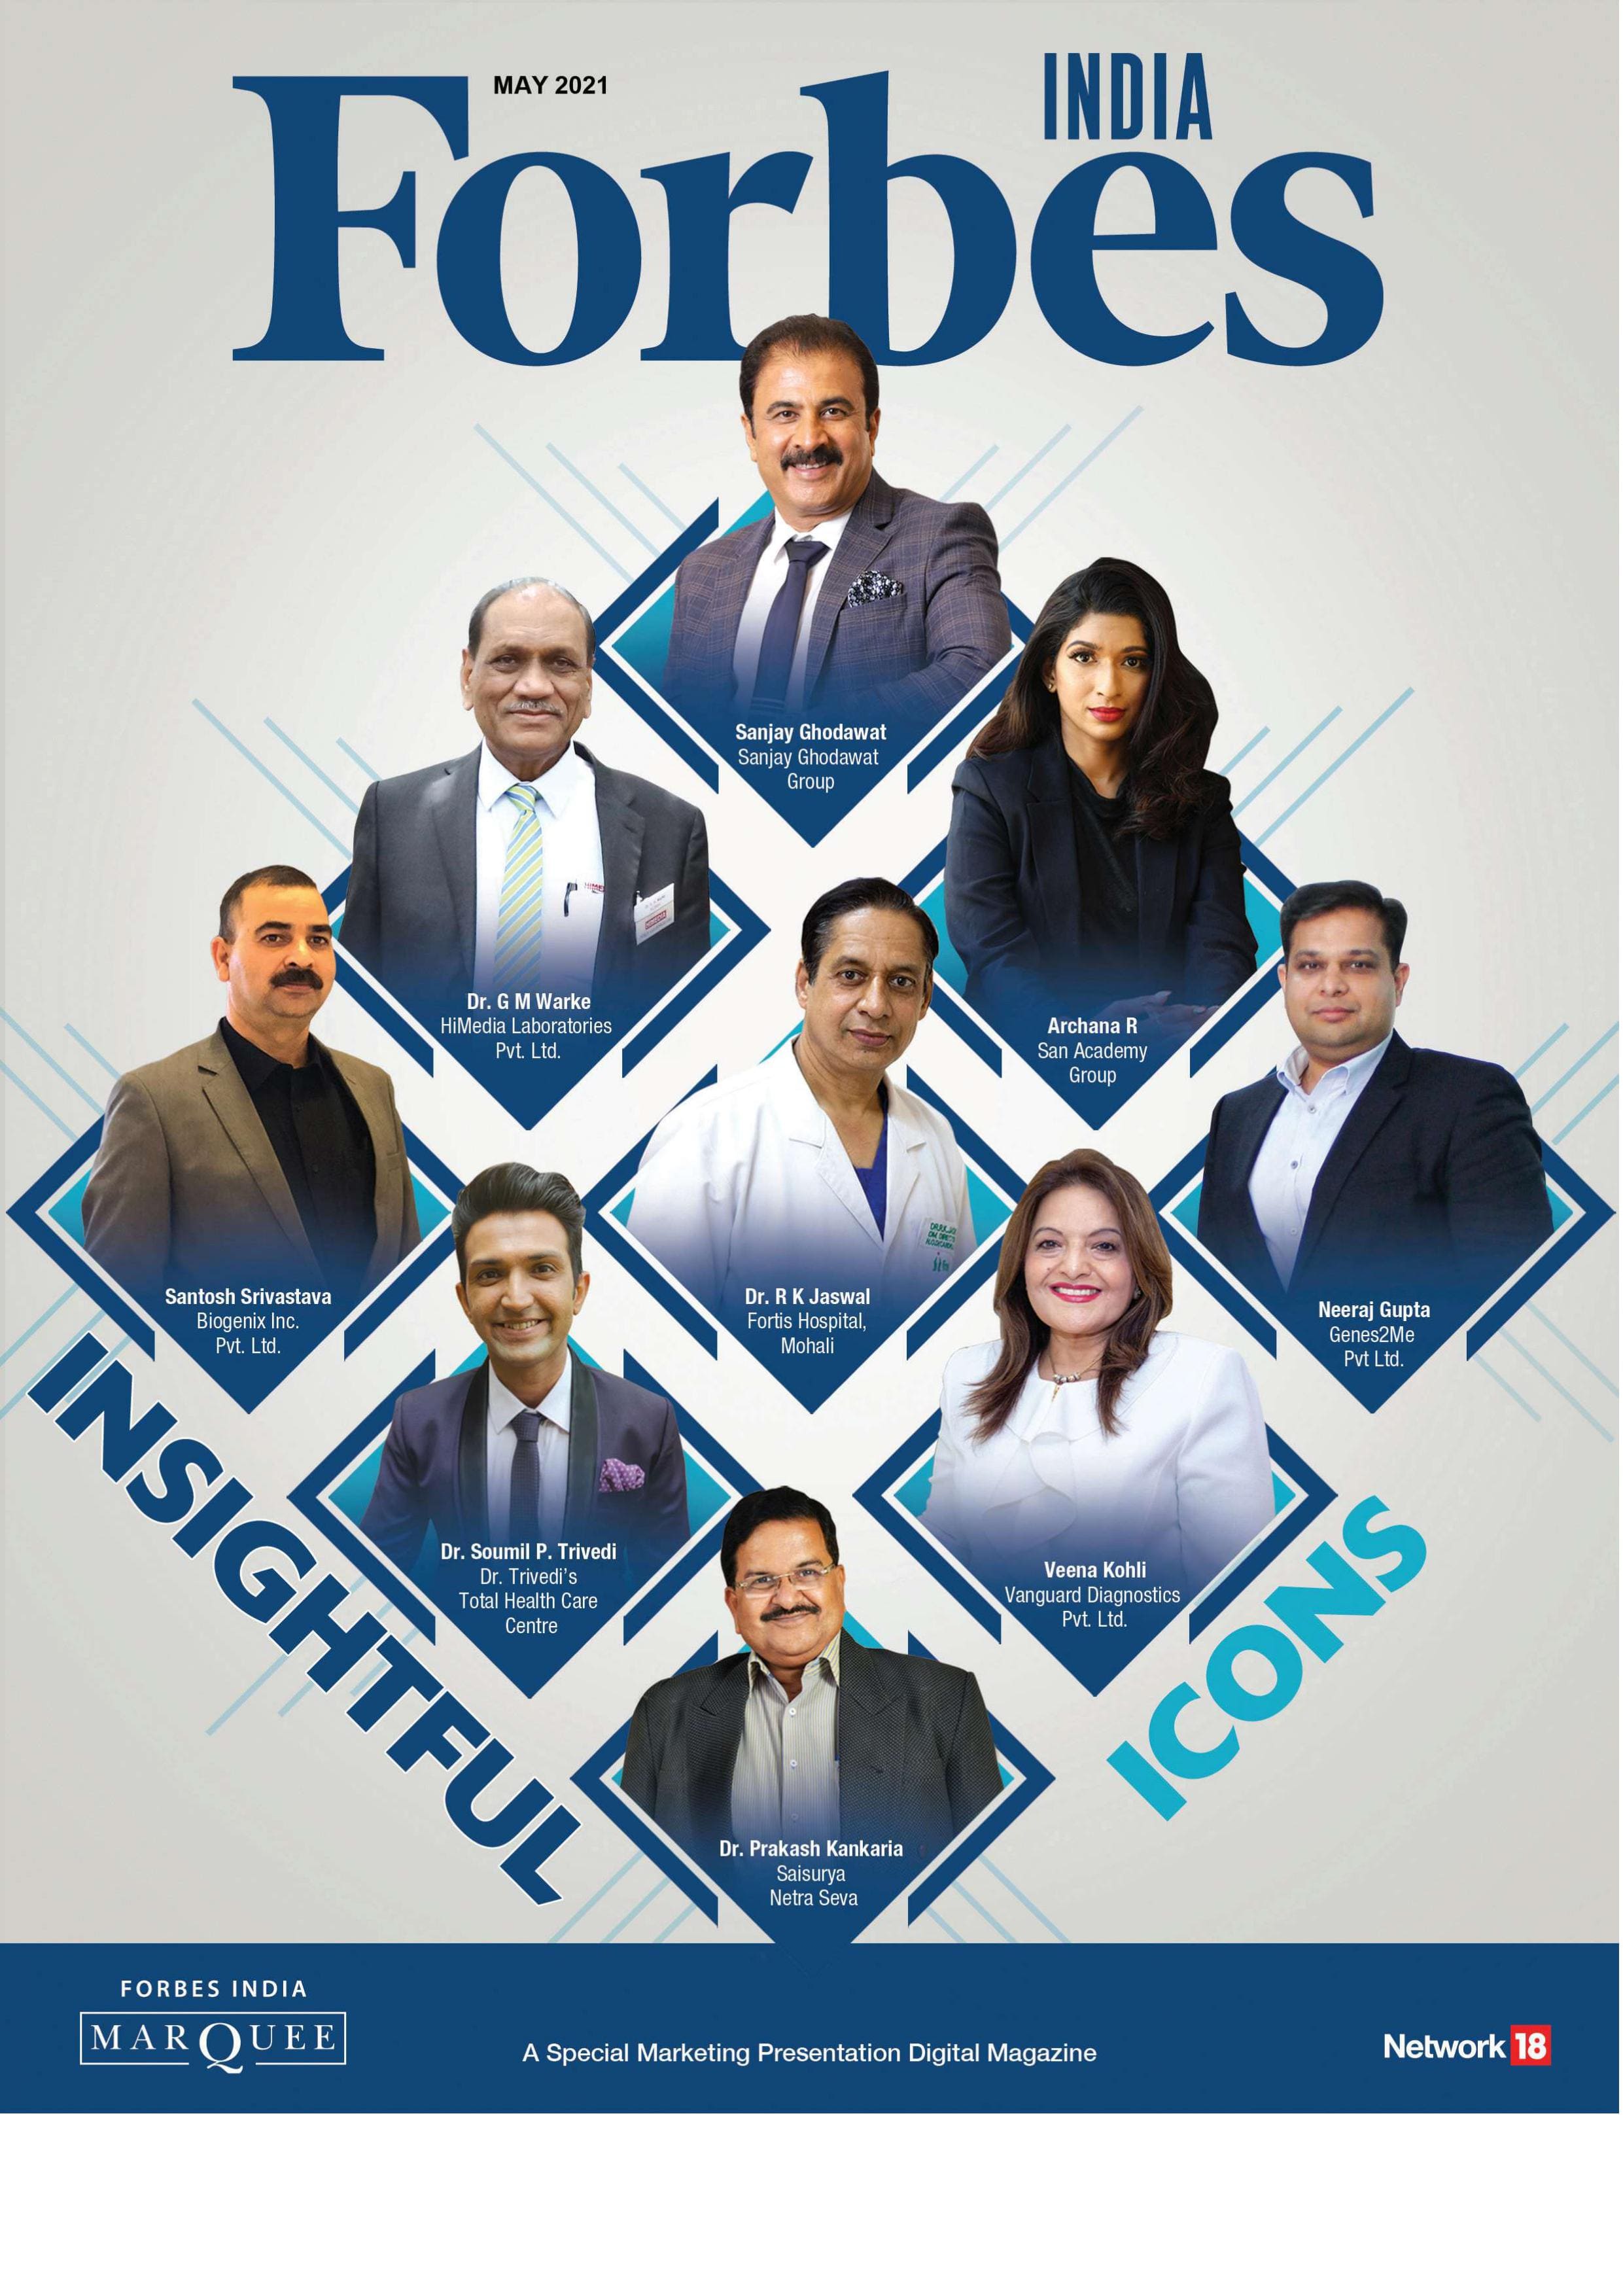 MAY 2021
INDIA
Forbes
Sanjay Ghodawat
Sanjay Ghodawat
Group
Dr. G M Warke
HiMedia Laboratories
Pvt. Ltd.
Archana R
San Academy
Group
Santosh Srivastava
Biogenix Inc.
Pvt. Ltd.
Dr. R K Jaswal
Fortis Hospital,
Mohali
Neeraj Gupta
Genes2Me
Pvt Ltd.
Dr. Soumil P. Trivedi
Dr. Trivedi's
Total Health Care
Centre
Veena Kohli
Vanguard Diagnostics
Pvt. Ltd.
Dr. Prakash Kankaria
Saisurya
Netra Seva
INSIGHTFUL
ICONS
FORBES INDIA
MARQUEE
A Special Marketing Presentation Digital Magazine
Network 18